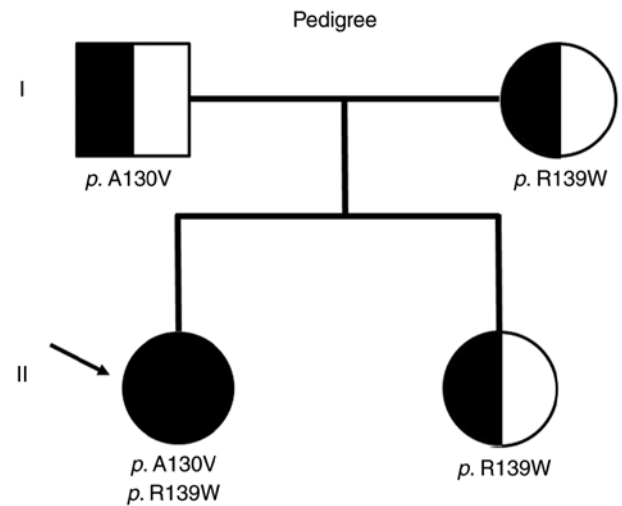 Pedigree
I
p. A130V
p. R139W
II
p. A130V
p. R139W
p. R139W